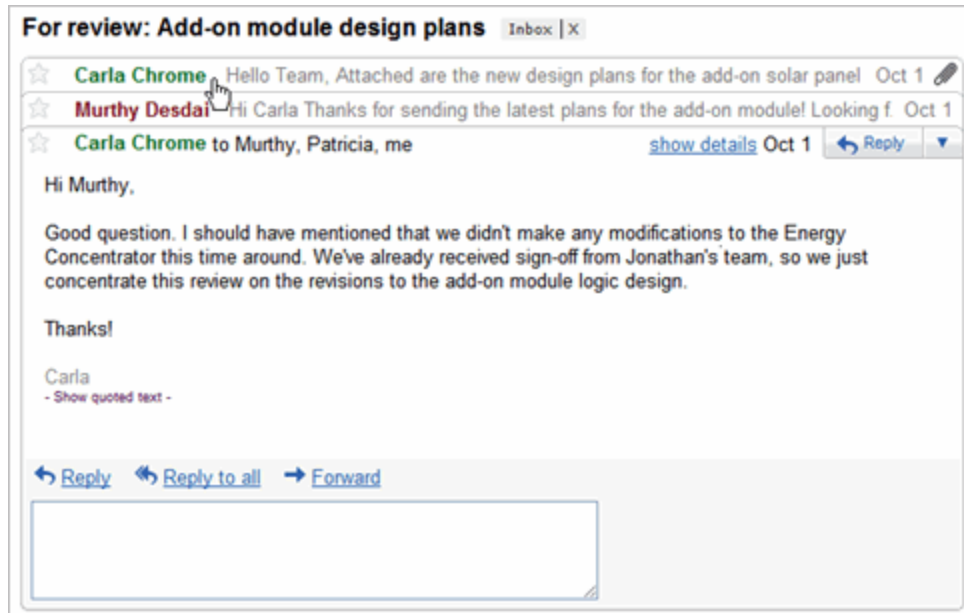 For review: Add-on module design plans Inbox | X
Carla Chrome Hello Team, Attached are the new design plans for the add-on solar panel Oct 1
Murthy Desdai Hi Carla Thanks for sending the latest plans for the add-on module! Looking f. Oct 1
Carla Chrome to Murthy, Patricia, me show details Oct 1 Reply
Hi Murthy,
Good question. I should have mentioned that we didn't make any modifications to the Energy
Concentrator this time around. We've already received sign-off from Jonathan's team, so we just
concentrate this review on the revisions to the add-on module logic design.
Thanks!
Carla
- Show quoted text -
Reply Reply to all Forward